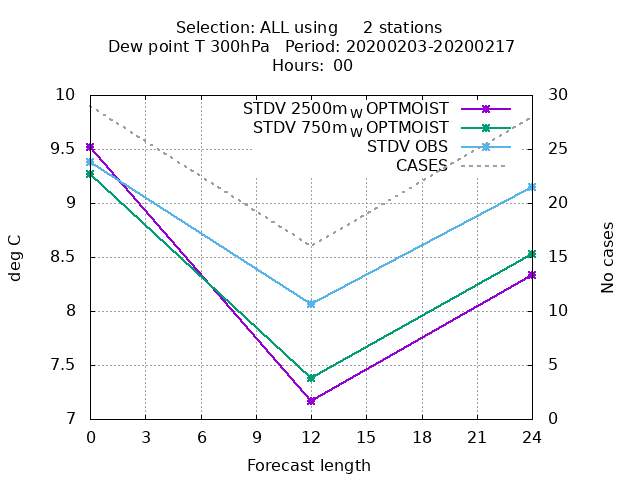 Selection: ALL using     2 stations
Dew point T 300hPa   Period: 20200203-20200217
Hours:  00
10
9.5
9
8.5
8
7.5
7
30
25
20
15
10
5
0
deg C
No cases
STDV 2500m_W OPTMOIST
STDV 750m_W OPTMOIST
STDV OBS
CASES
0 3 6 9 12 15 18 21 24
Forecast length